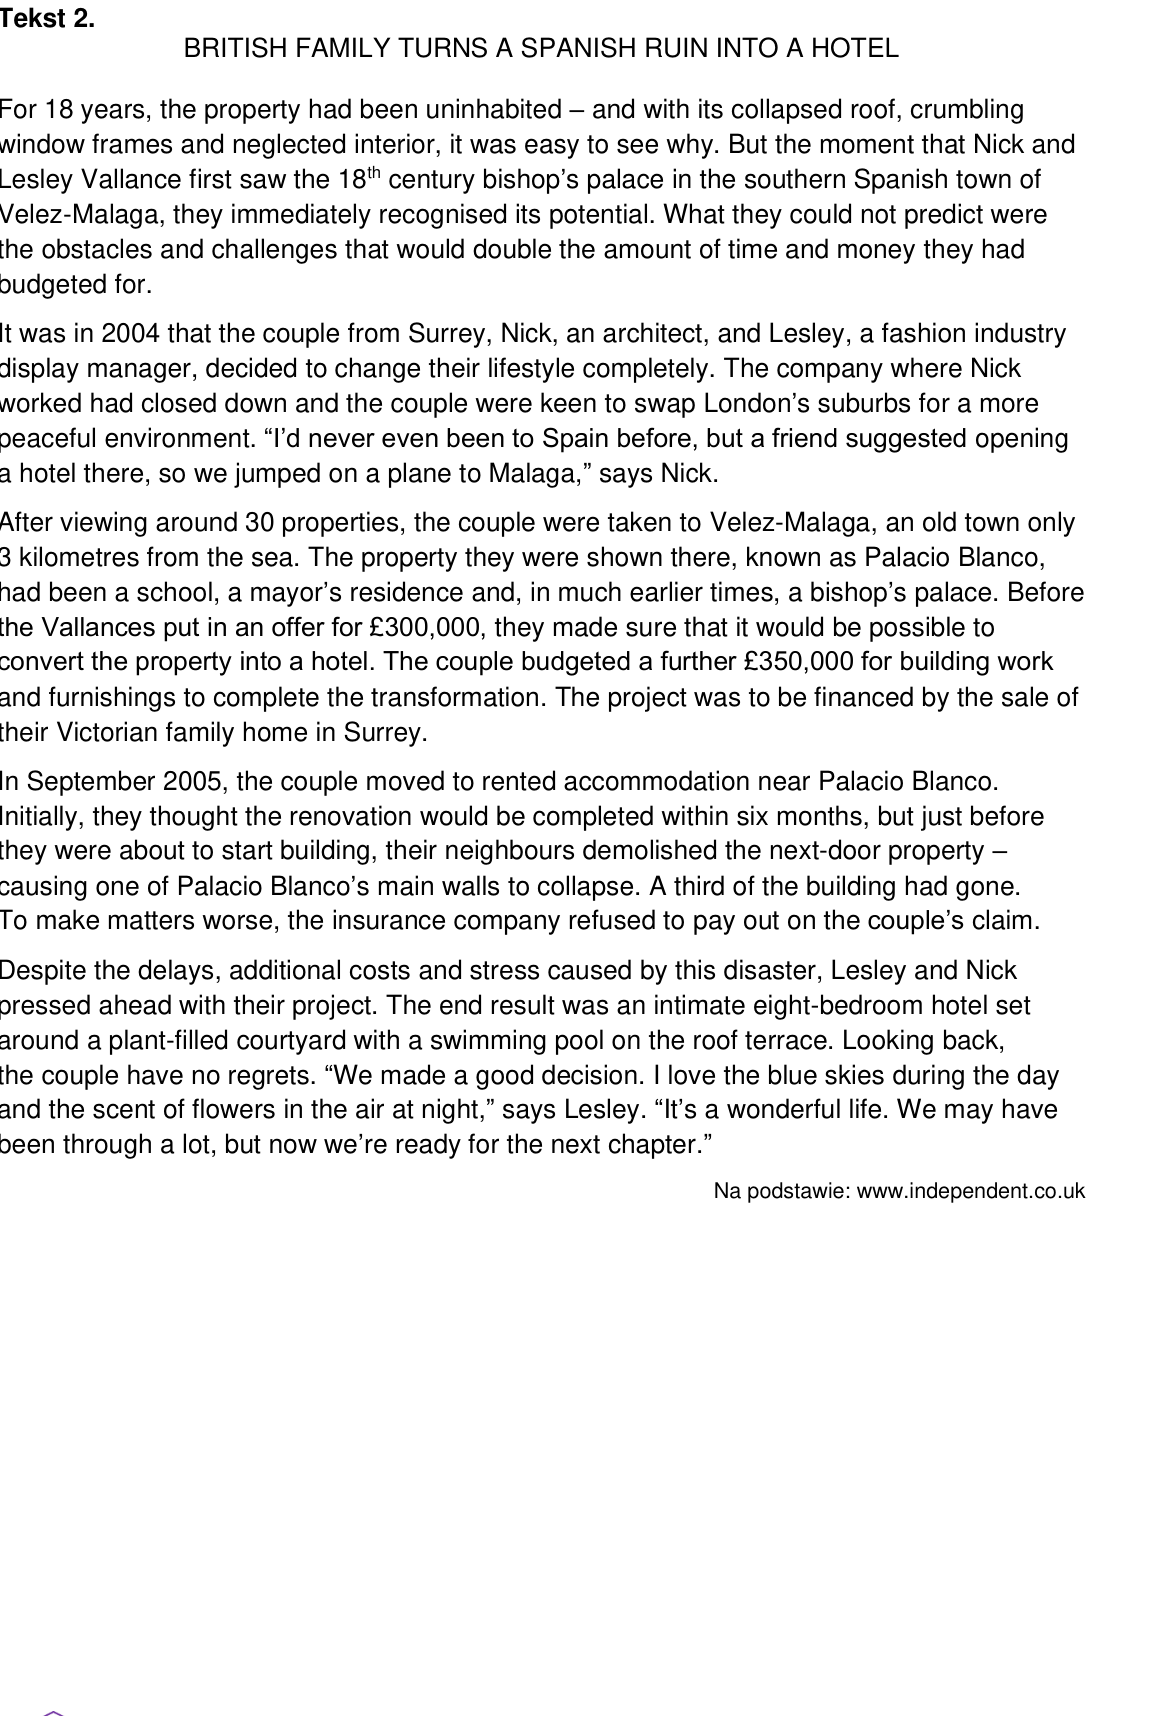 Tekst 2.
BRITISH FAMILY TURNS A SPANISH RUIN INTO A HOTEL
For 18 years, the property had been uninhabited – and with its collapsed roof, crumbling
window frames and neglected interior, it was easy to see why. But the moment that Nick and
Lesley Vallance first saw the 18th century bishop’s palace in the southern Spanish town of
Velez-Malaga, they immediately recognised its potential. What they could not predict were
the obstacles and challenges that would double the amount of time and money they had
budgeted for.
It was in 2004 that the couple from Surrey, Nick, an architect, and Lesley, a fashion industry
display manager, decided to change their lifestyle completely. The company where Nick
worked had closed down and the couple were keen to swap London’s suburbs for a more
peaceful environment. “I’d never even been to Spain before, but a friend suggested opening
a hotel there, so we jumped on a plane to Malaga,” says Nick.
After viewing around 30 properties, the couple were taken to Velez-Malaga, an old town only
3 kilometres from the sea. The property they were shown there, known as Palacio Blanco,
had been a school, a mayor’s residence and, in much earlier times, a bishop’s palace. Before
the Vallances put in an offer for £300,000, they made sure that it would be possible to
convert the property into a hotel. The couple budgeted a further £350,000 for building work
and furnishings to complete the transformation. The project was to be financed by the sale of
their Victorian family home in Surrey.
In September 2005, the couple moved to rented accommodation near Palacio Blanco.
Initially, they thought the renovation would be completed within six months, but just before
they were about to start building, their neighbours demolished the next-door property –
causing one of Palacio Blanco’s main walls to collapse. A third of the building had gone.
To make matters worse, the insurance company refused to pay out on the couple’s claim.
Despite the delays, additional costs and stress caused by this disaster, Lesley and Nick
pressed ahead with their project. The end result was an intimate eight-bedroom hotel set
around a plant-filled courtyard with a swimming pool on the roof terrace. Looking back,
the couple have no regrets. “We made a good decision. I love the blue skies during the day
and the scent of flowers in the air at night,” says Lesley. “It’s a wonderful life. We may have
been through a lot, but now we’re ready for the next chapter.”
Na podstawie: www.independent.co.uk